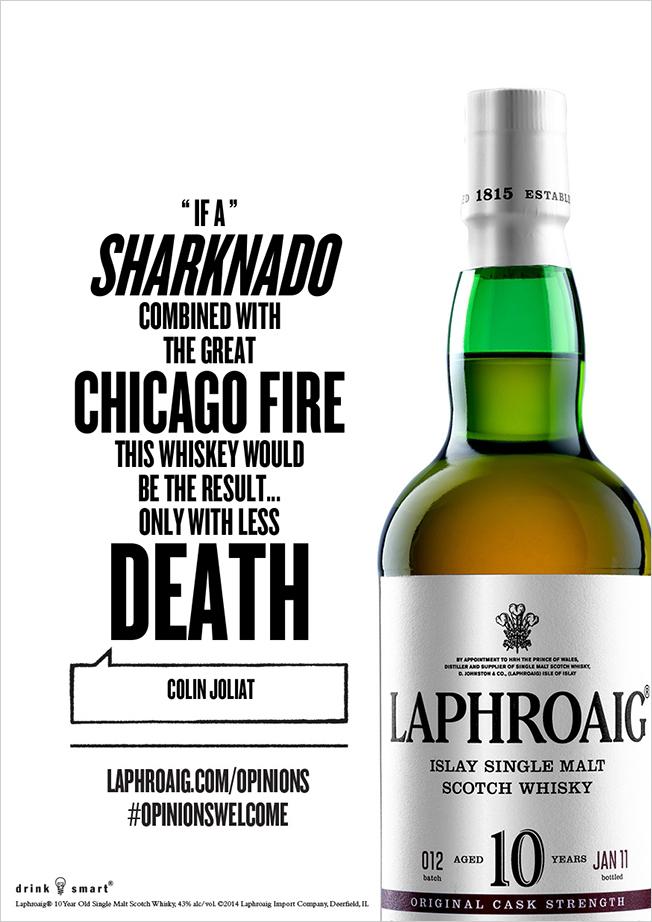 “ IF A ”
SHARKNADO
COMBINED WITH
THE GREAT
CHICAGO FIRE
THIS WHISKEY WOULD
BE THE RESULT...
ONLY WITH LESS
DEATH
COLIN JOLIAT
LAPHROAIG.COM/OPINIONS
#OPINIONSWELCOME
drink smart®
Laphroaig® 10 Year Old Single Malt Scotch Whisky, 43% alc/vol. ©2014 Laphroaig Import Company, Deerfield, IL
1815
BY APPOINTMENT TO HRH THE PRINCE OF WALES,
DISTILLER AND SUPPLIER OF SINGLE MALT SCOTCH WHISKY,
D. JOHNSTON & CO., (LAPHROAIG) ISLE OF ISLAY
LAPHROAIG®
ISLAY SINGLE MALT
SCOTCH WHISKY
012 AGED 10 YEARS JAN 11
batch bottled
ORIGINAL CASK STRENGTH